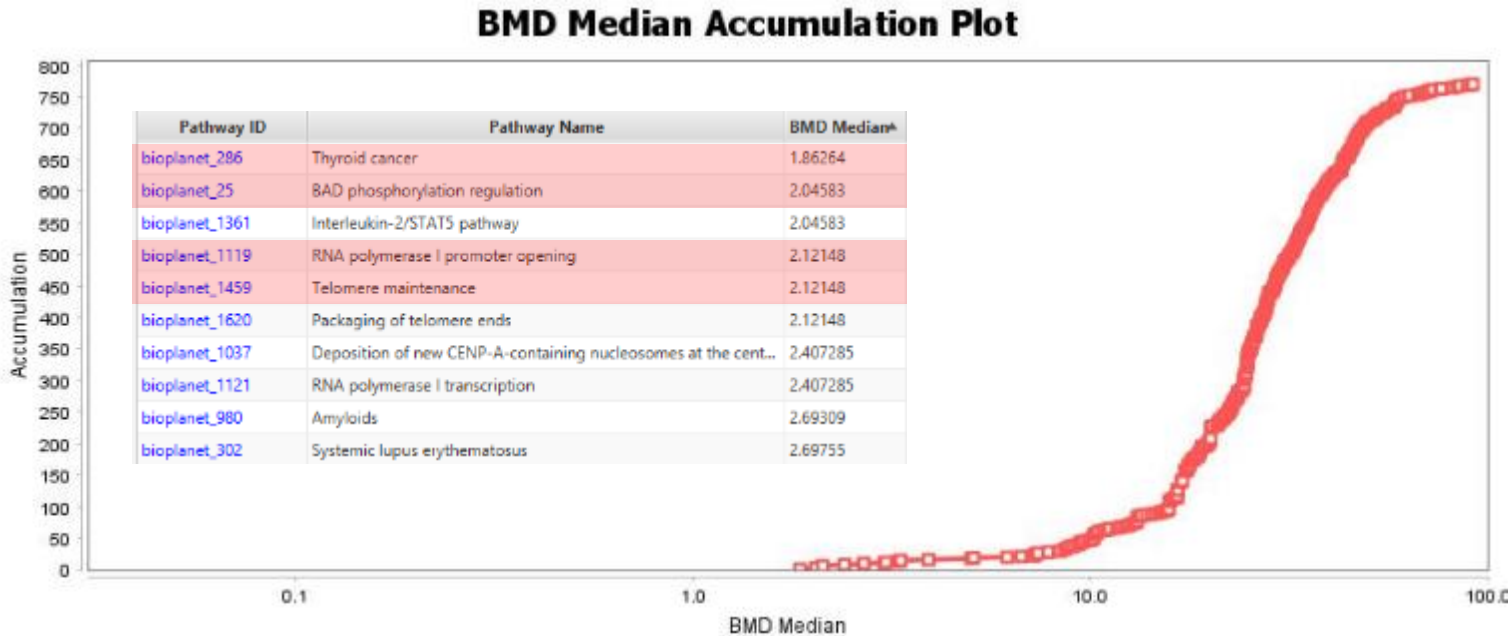 BMD Median Accumulation Plot
800
750
700
650
600
550
500
450
400
350
300
250
200
150
100
50
0
Accumulation
Pathway ID Pathway Name BMD Median▲
bioplanet_286 Thyroid cancer 1.86264
bioplanet_25 BAD phosphorylation regulation 2.04583
bioplanet_1361 Interleukin-2/STAT5 pathway 2.04583
bioplanet_1119 RNA polymerase I promoter opening 2.12148
bioplanet_1459 Telomere maintenance 2.12148
bioplanet_1620 Packaging of telomere ends 2.12148
bioplanet_1037 Deposition of new CENP-A-containing nucleosomes at the cent... 2.407285
bioplanet_1121 RNA polymerase I transcription 2.407285
bioplanet_980 Amyloids 2.69309
bioplanet_302 Systemic lupus erythematosus 2.69755
0.1 1.0 10.0 100.0
BMD Median